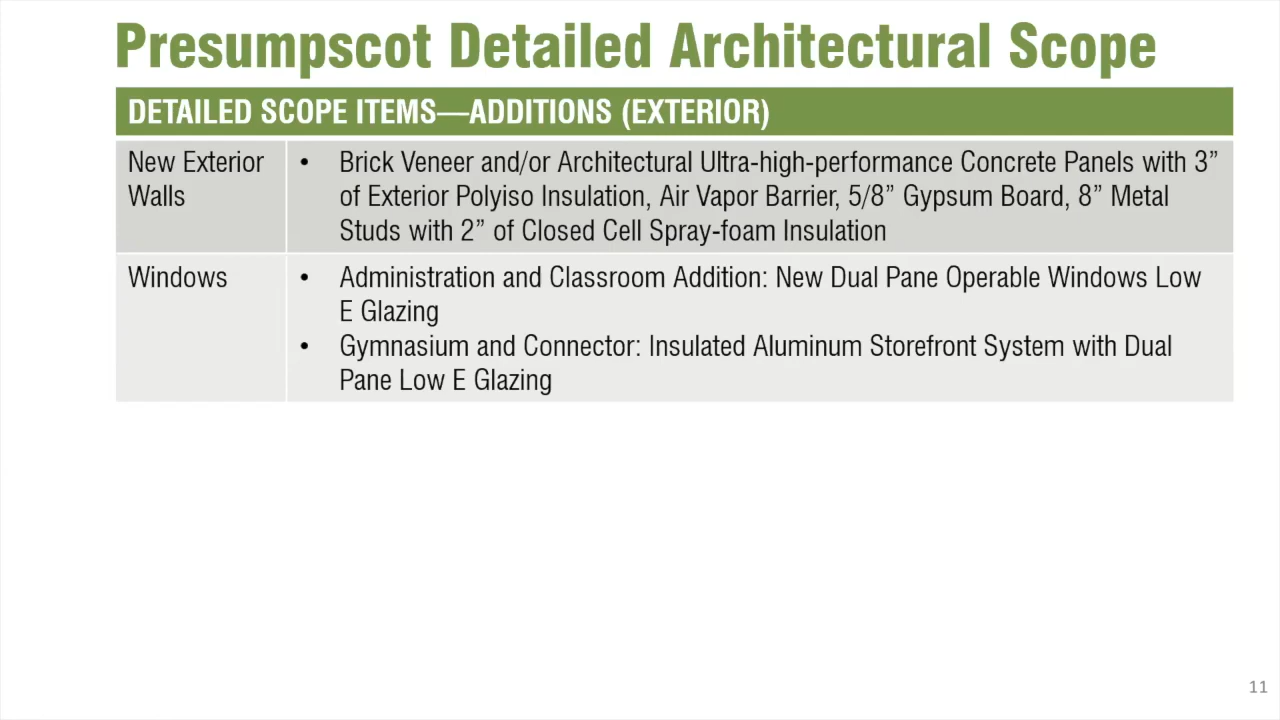 Presumpscot Detailed Architectural Scope
DETAILED SCOPE ITEMS—ADDITIONS (EXTERIOR)
New Exterior
Walls
• Brick Veneer and/or Architectural Ultra-high-performance Concrete Panels with 3”
of Exterior Polyiso Insulation, Air Vapor Barrier, 5/8” Gypsum Board, 8” Metal
Studs with 2” of Closed Cell Spray-foam Insulation
Windows
• Administration and Classroom Addition: New Dual Pane Operable Windows Low
E Glazing
• Gymnasium and Connector: Insulated Aluminum Storefront System with Dual
Pane Low E Glazing
11